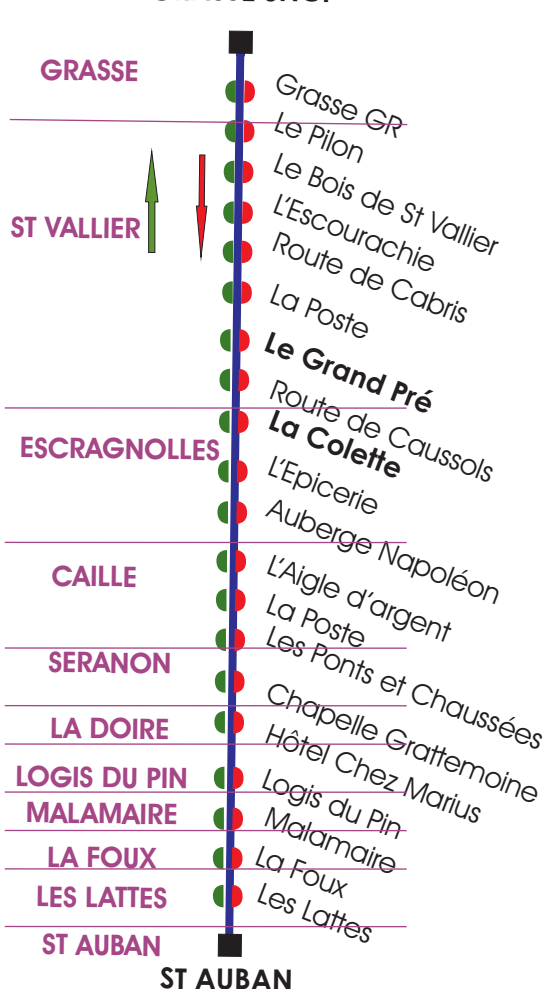 GRASSE
Grasse GR
Le Pilon
Le Bois de St Vallier
L'Escourachie
ST VALLIER
Route de Cabris
La Poste
Le Grand Pré
Route de Caussols
La Colette
ESCRAGNOLLES
L'Epicerie
Auberge Napoléon
CAILLE
L'Aigle d'argent
La Poste
Les Ponts et Chaussées
SERANON
Chapelle Grattemoine
LA DOIRE
Hôtel Chez Marius
LOGIS DU PIN
Logis du Pin
MALAMAIRE
Malamaire
LA FOUX
La Foux
LES LATTES
Les Lattes
ST AUBAN
ST AUBAN